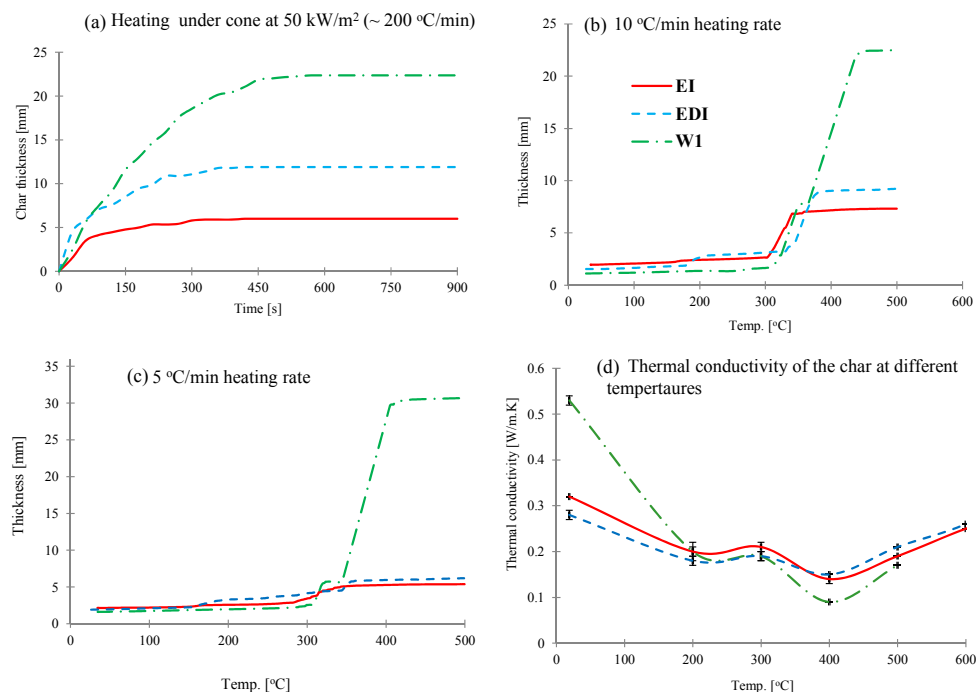 (a) Heating under cone at 50 kW/m² (~ 200 °C/min)
Char thickness [mm]
25
20
15
10
5
0
0 150 300 450 600 750 900
Time [s]
(b) 10 °C/min heating rate
EI
EDI
W1
Thickness [mm]
25
20
15
10
5
0
0 100 200 300 400 500 600
Temp. [°C]
(c) 5 °C/min heating rate
Thickness [mm]
35
30
25
20
15
10
5
0
0 100 200 300 400 500
Temp. [°C]
(d) Thermal conductivity of the char at different
tempertaures
Thermal conductivity [W/m.K]
0.6
0.5
0.4
0.3
0.2
0.1
0
0 100 200 300 400 500 600
Temp. [°C]